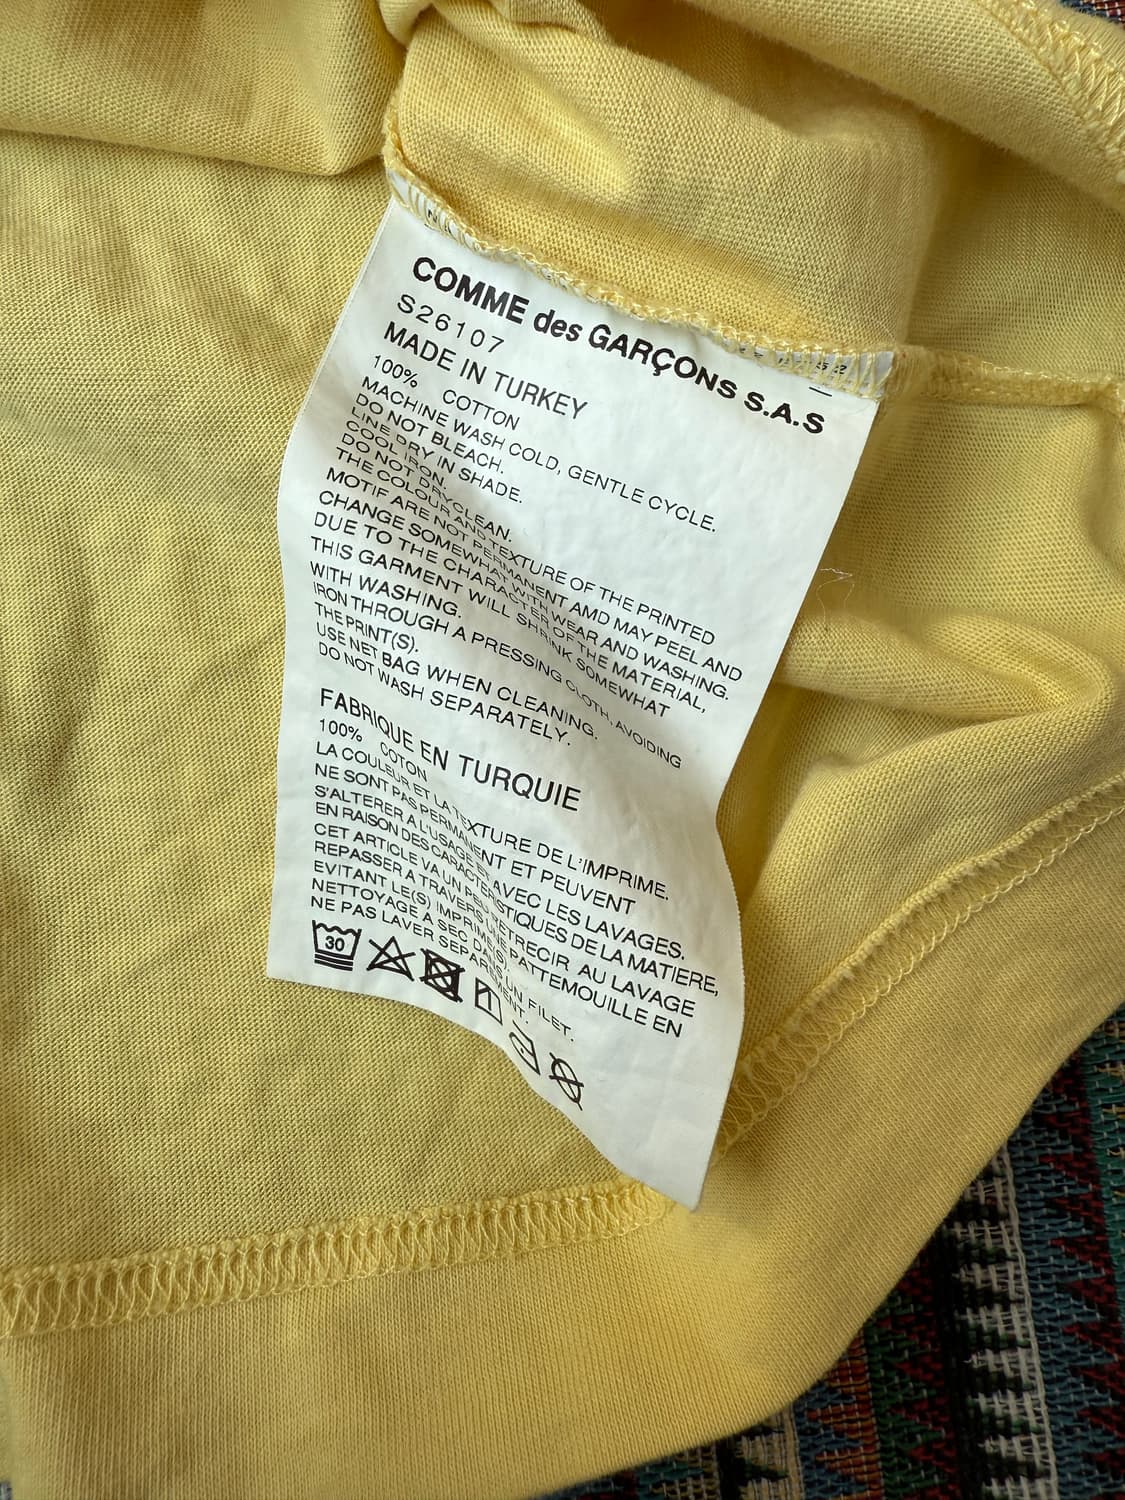 COMME des GARÇONS S.A.S
S26107
MADE IN TURKEY
100% COTTON
MACHINE WASH COLD, GENTLE CYCLE.
DO NOT BLEACH.
LINE DRY IN SHADE.
COOL IRON.
DO NOT DRYCLEAN.
THE COLOUR AND TEXTURE OF THE PRINTED
MOTIF ARE NOT PERMANENT AMD MAY PEEL AND
CHANGE SOMEWHAT WITH WEAR AND WASHING.
DUE TO THE CHARACTER OF THE MATERIAL,
THIS GARMENT WILL SHRINK SOMEWHAT
WITH WASHING.
IRON THROUGH A PRESSING CLOTH, AVOIDING
THE PRINT(S).
USE NET BAG WHEN CLEANING.
DO NOT WASH SEPARATELY.
FABRIQUE EN TURQUIE
100% COTON
LA COULEUR ET LA TEXTURE DE L'IMPRIME.
NE SONT PAS PERMANENT ET PEUVENT
S'ALTERER A L'USAGE ET AVEC LES LAVAGES.
EN RAISON DES CARACTERISTIQUES DE LA MATIERE,
CET ARTICLE VA UN PEU RETRECIR AU LAVAGE
REPASSER A TRAVERS UNE PATTEMOUILLE EN
EVITANT LE(S) IMPRIME(S).
NETTOYAGE A SEC DANS UN FILET.
NE PAS LAVER SEPAREMENT.
30